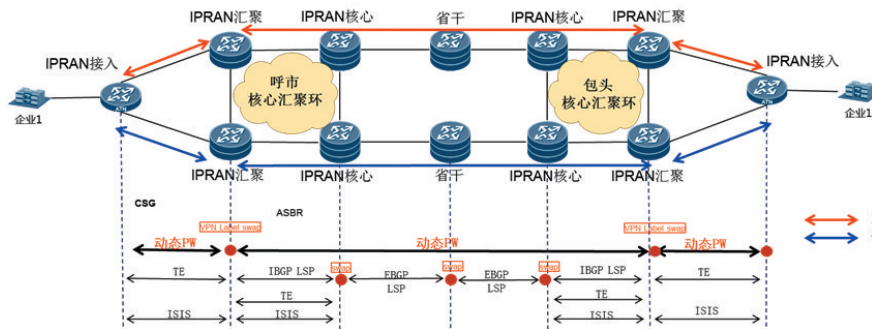 IPRAN汇聚
IPRAN核心
省干
IPRAN核心
IPRAN汇聚
IPRAN接入
IPRAN接入
呼市
核心汇聚环
包头
核心汇聚环
企业1
ATN
ATN
企业1
IPRAN汇聚
IPRAN核心
省干
IPRAN核心
IPRAN汇聚
CSG
ASBR
VPN Label swap
VPN Label swap
动态PW
动态PW
动态PW
swap
swap
swap
TE
IBGP LSP
EBGP
LSP
EBGP
LSP
IBGP LSP
TE
TE
TE
ISIS
ISIS
ISIS
ISIS